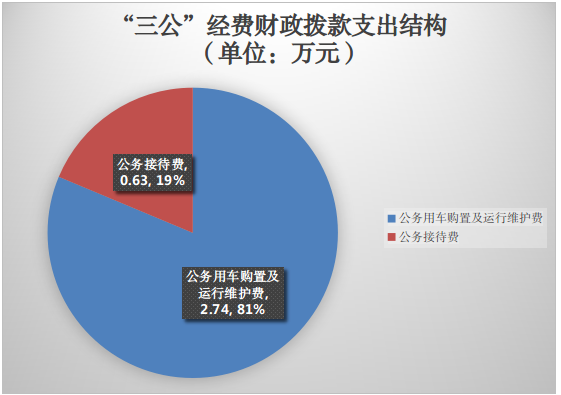 “三公”经费财政拨款支出结构
（单位：万元）
公务接待费,
0.63, 19%
公务用车购置及
运行维护费,
2.74, 81%
公务用车购置及运行维护费
公务接待费